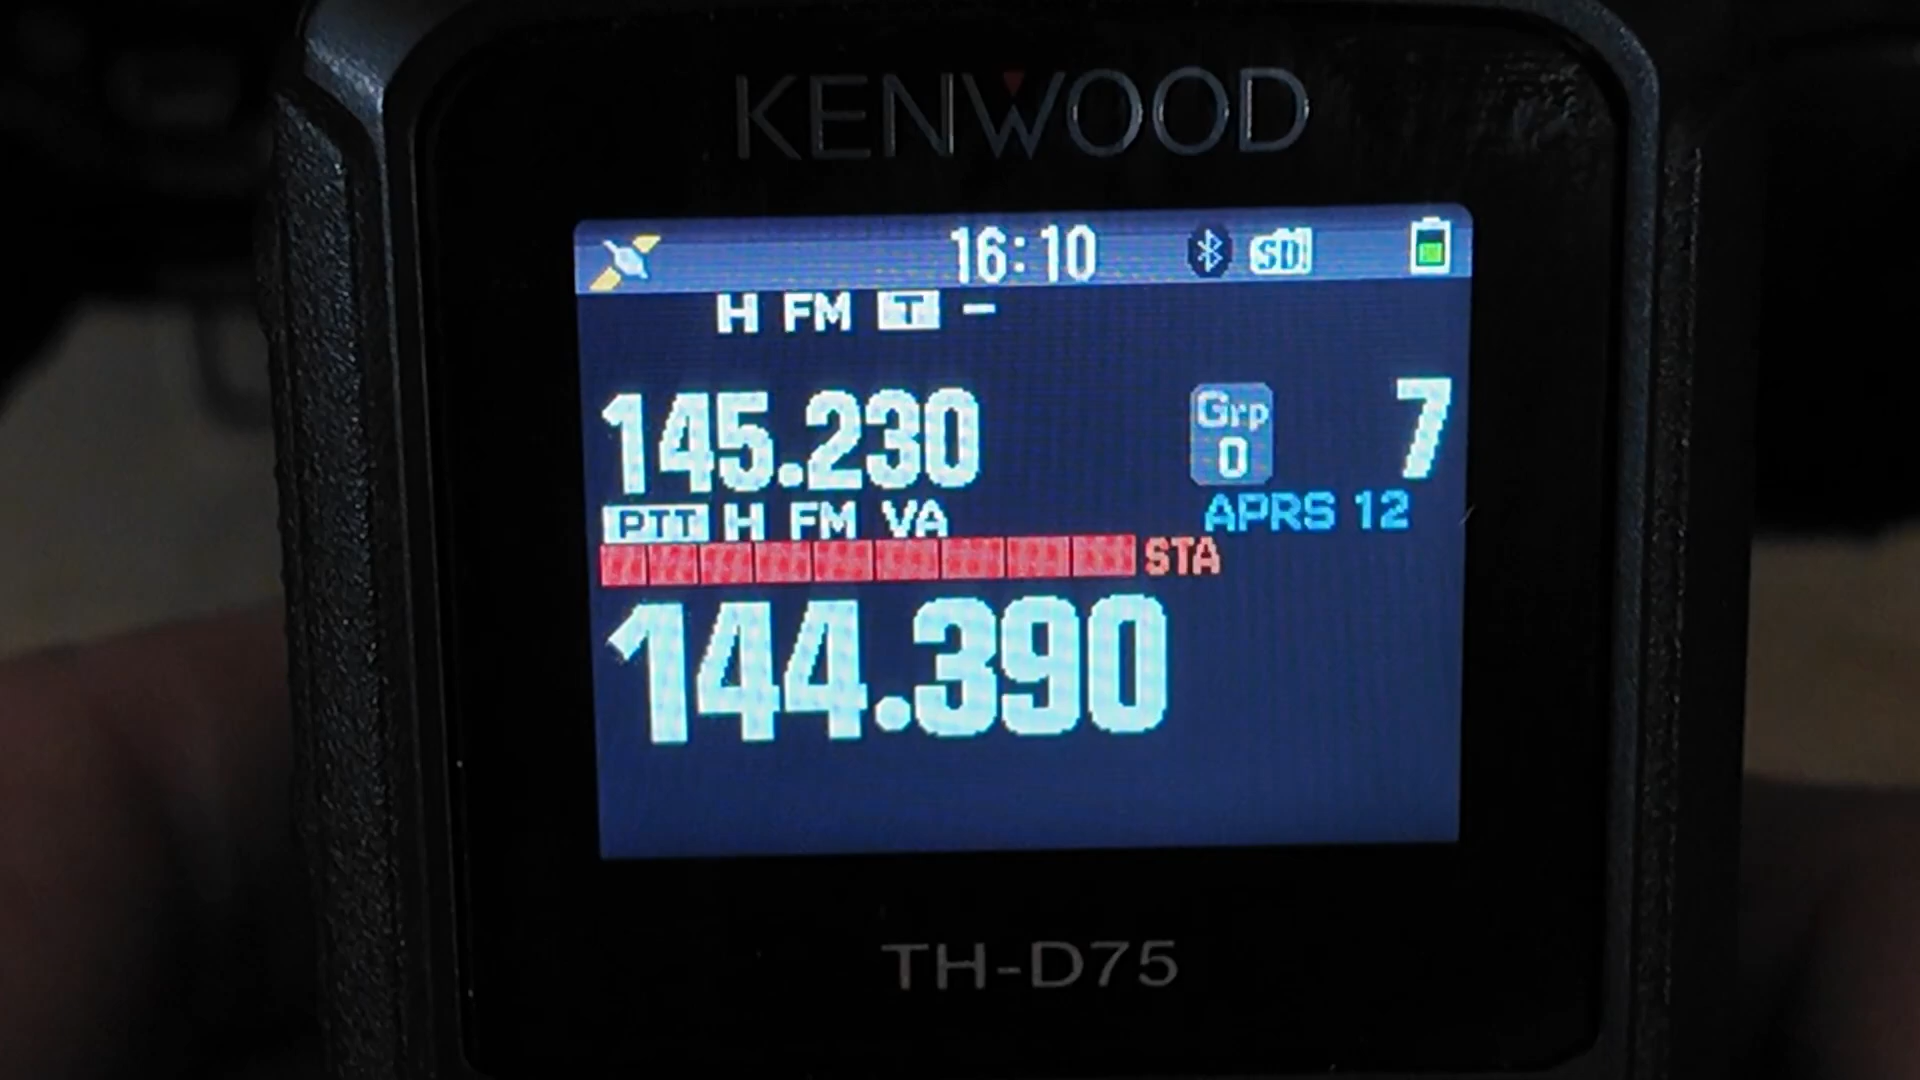 KENWOOD
16:10 SD
H FM T −
145.230 Grp 0 7
PTT H FM VA APRS 12
STA
144.390
TH-D75